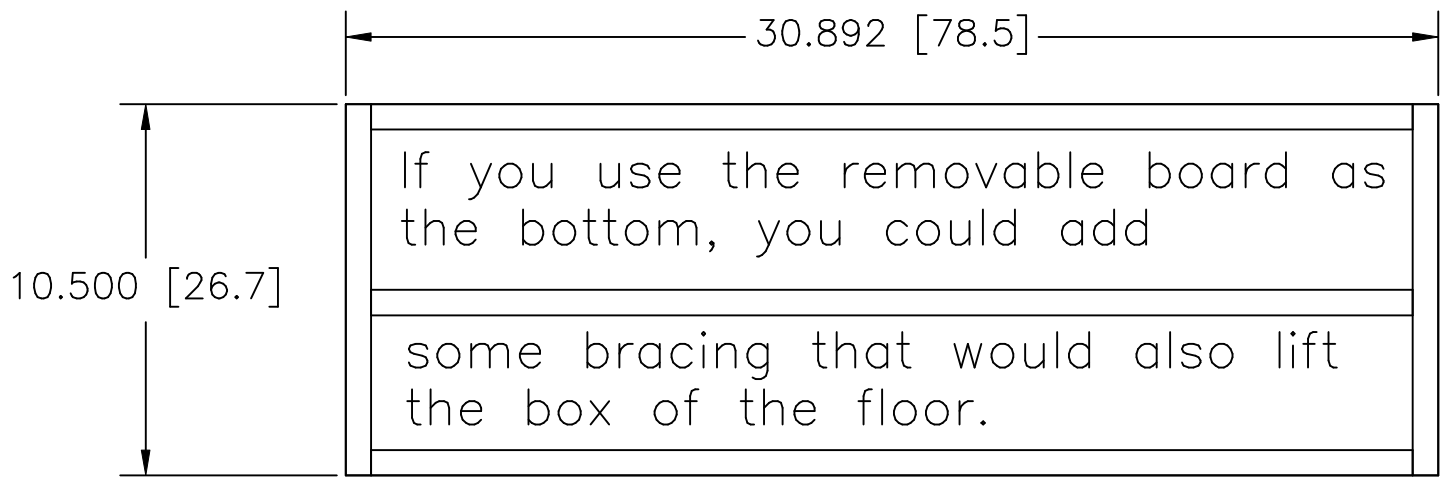 30.892 [78.5]
If you use the removable board as
the bottom, you could add
10.500 [26.7]
some bracing that would also lift
the box of the floor.